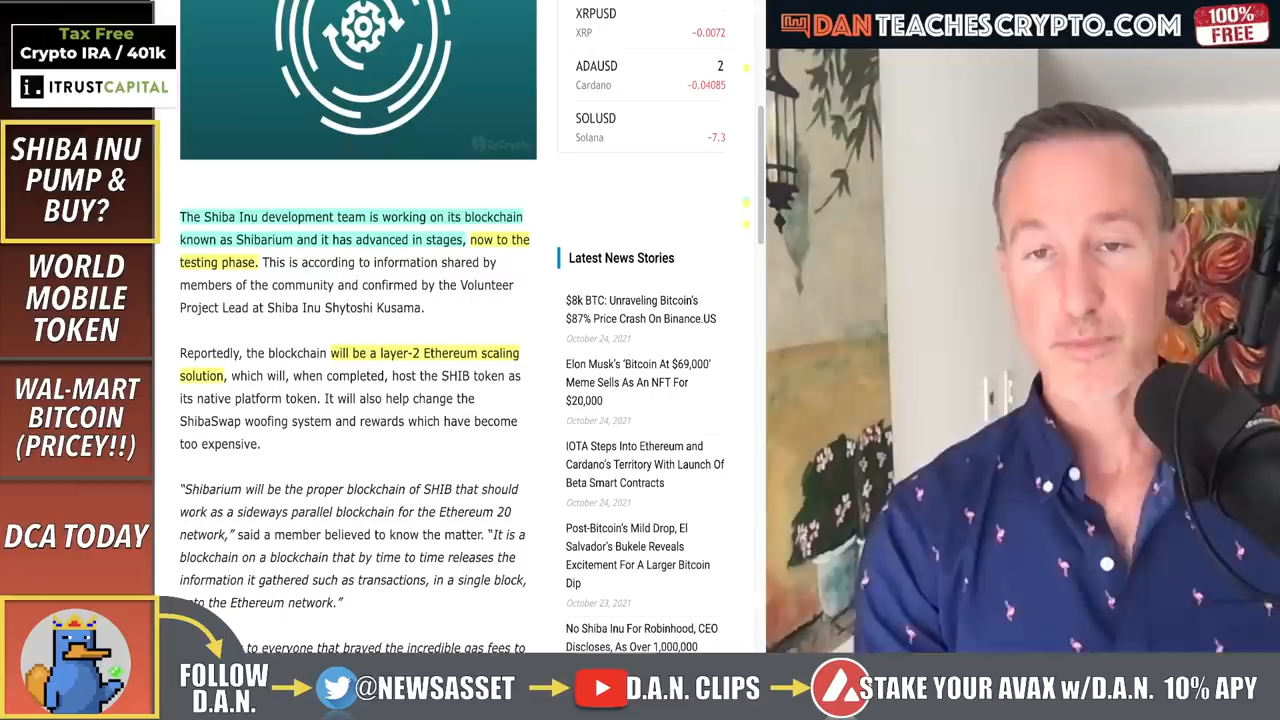 Tax Free
Crypto IRA / 401k
i. ITRUSTCAPITAL
SHIBA INU
PUMP &
BUY?
WORLD
MOBILE
TOKEN
WAL-MART
BITCOIN
(PRICEY!!)
DCA TODAY
ZyCrypto
The Shiba Inu development team is working on its blockchain
known as Shibarium and it has advanced in stages, now to the
testing phase. This is according to information shared by
members of the community and confirmed by the Volunteer
Project Lead at Shiba Inu Shytoshi Kusama.
Reportedly, the blockchain will be a layer-2 Ethereum scaling
solution, which will, when completed, host the SHIB token as
its native platform token. It will also help change the
ShibaSwap woofing system and rewards which have become
too expensive.
“Shibarium will be the proper blockchain of SHIB that should
work as a sideways parallel blockchain for the Ethereum 20
network,” said a member believed to know the matter. “It is a
blockchain on a blockchain that by time to time releases the
information it gathered such as transactions, in a single block,
to the Ethereum network.”
to everyone that braved the incredible gas fees to
XRPUSD
XRP -0.0072
ADAUSD 2
Cardano -0.04085
SOLUSD
Solana -7.3
Latest News Stories
$8k BTC: Unraveling Bitcoin’s
$87% Price Crash On Binance.US
October 24, 2021
Elon Musk’s ‘Bitcoin At $69,000’
Meme Sells As An NFT For
$20,000
October 24, 2021
IOTA Steps Into Ethereum and
Cardano’s Territory With Launch Of
Beta Smart Contracts
October 24, 2021
Post-Bitcoin’s Mild Drop, El
Salvador’s Bukele Reveals
Excitement For A Larger Bitcoin
Dip
October 23, 2021
No Shiba Inu For Robinhood, CEO
Discloses, As Over 1,000,000
DANTEACHESCRYPTO.COM
100%
FREE
FOLLOW
D.A.N.
@NEWSASSET
D.A.N. CLIPS
STAKE YOUR AVAX w/D.A.N. 10% APY